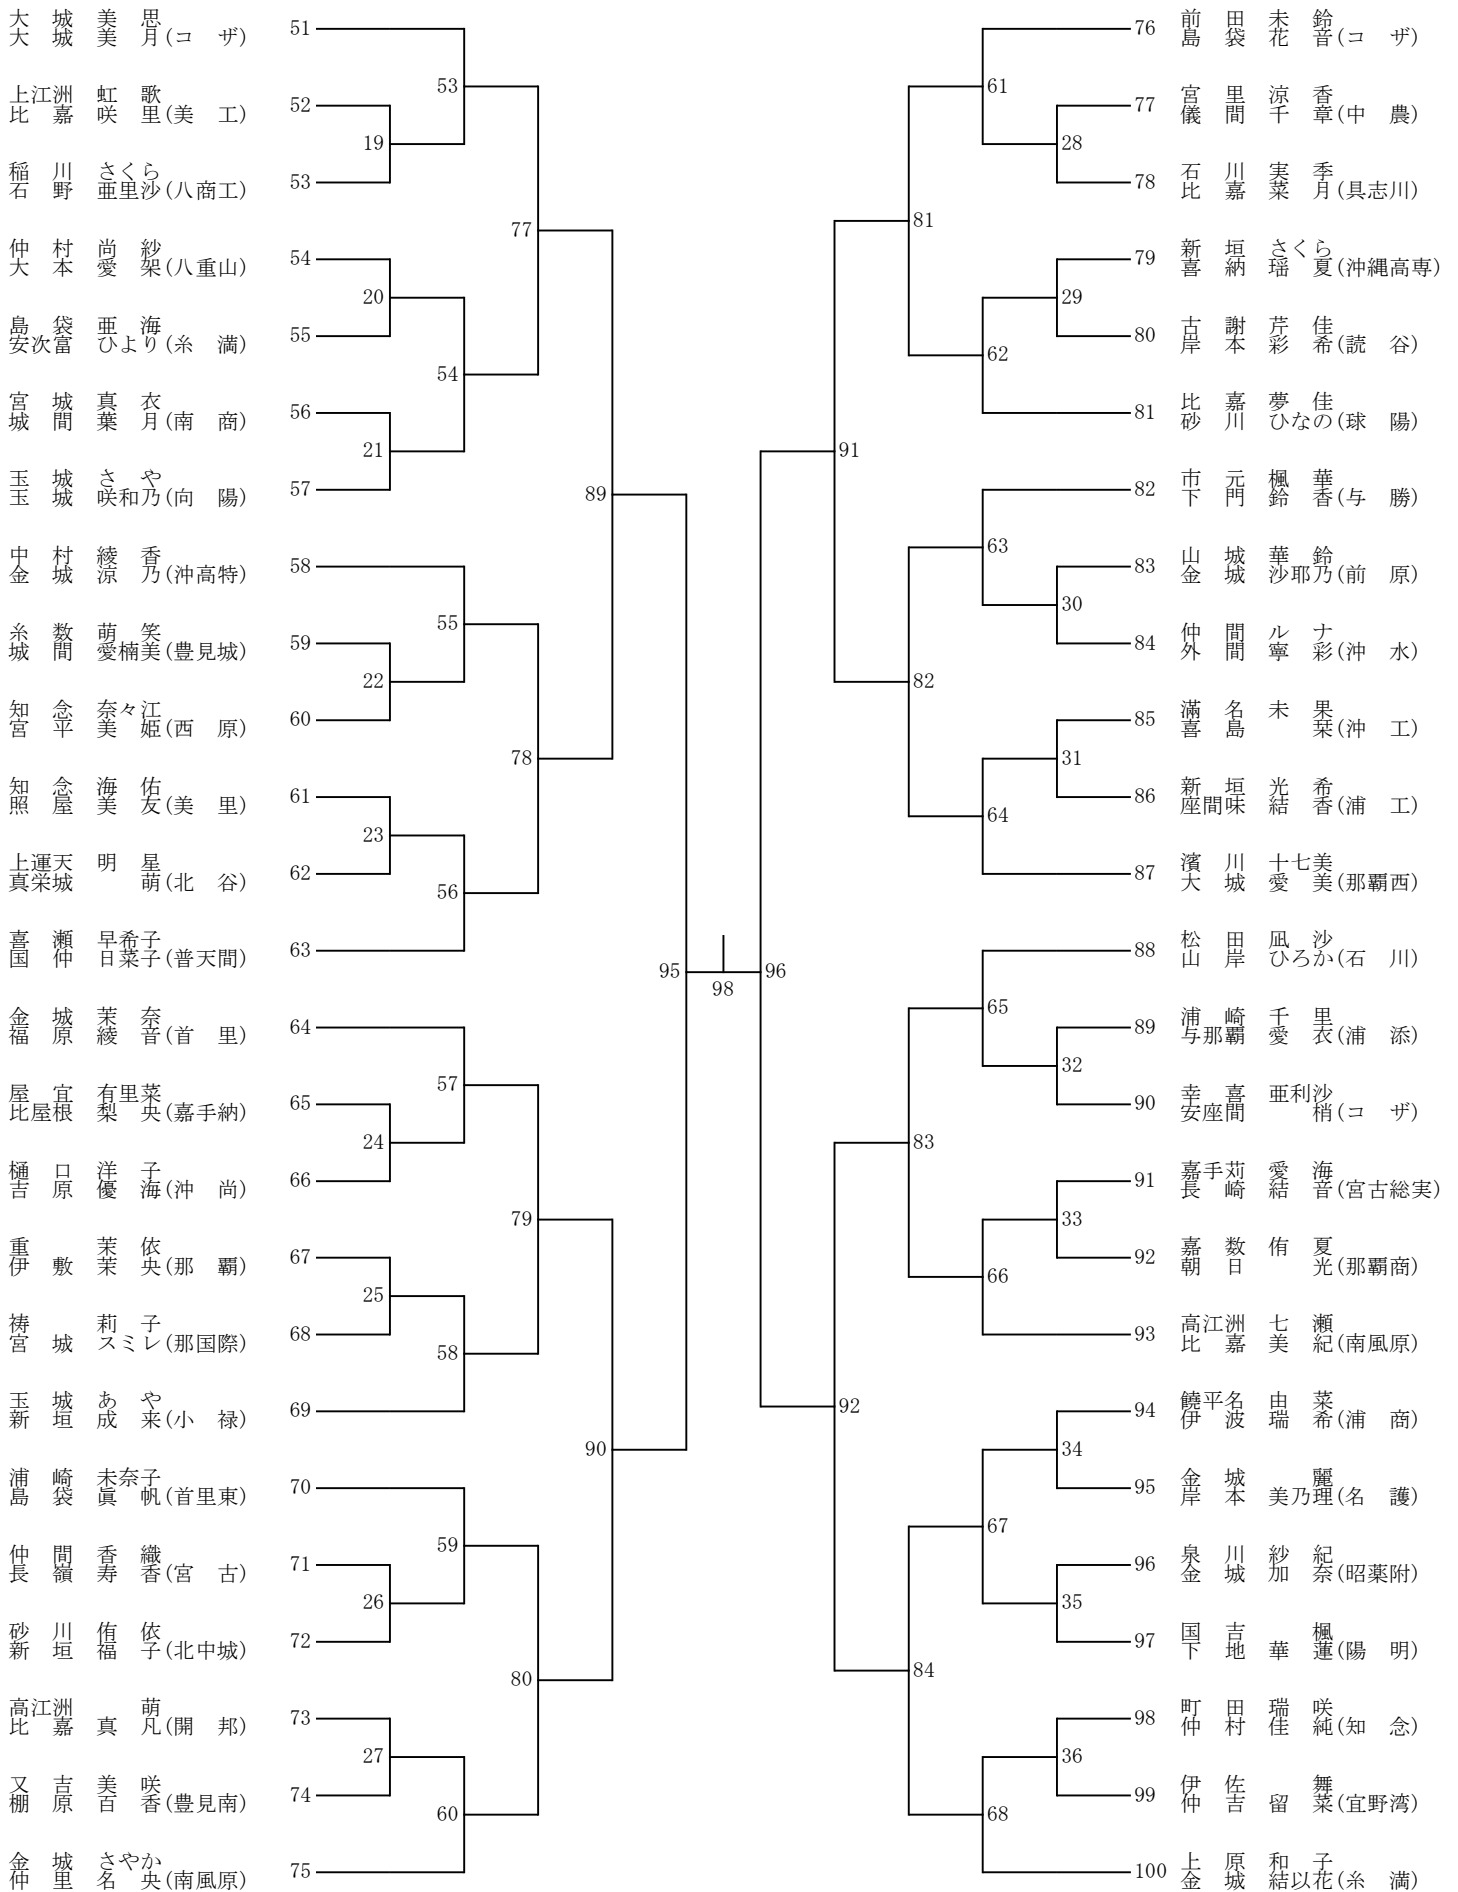 大城美思
大城美月(コザ) 51
上江洲虹歌
比嘉咲里(美工) 52
稲川さくら
石野亜里沙(八商工) 53
仲村尚紗
大本愛架(八重山) 54
島袋亜海
安次富ひより(糸満) 55
宮城真衣
城間葉月(南商) 56
玉城さや
玉城咲和乃(向陽) 57
中村綾香
金城涼乃(沖高特) 58
糸数萌笑
城間愛楠美(豊見城) 59
知念奈々江
宮平美姫(西原) 60
知念海佑
照屋美友(美里) 61
上運天明星
真栄城萌(北谷) 62
喜瀬早希子
国仲日菜子(普天間) 63
金城茉奈
福原綾音(首里) 64
屋宜有里菜
比屋根梨央(嘉手納) 65
樋口洋子
吉原優海(沖尚) 66
重茉依
伊敷茉央(那覇) 67
祷莉子
宮城スミレ(那国際) 68
玉城あや
新垣成来(小禄) 69
浦崎未奈子
島袋眞帆(首里東) 70
仲間香織
長嶺寿香(宮古) 71
砂川侑依
新垣福子(北中城) 72
高江洲萌
比嘉真凡(開邦) 73
又吉美咲
棚原百香(豊見南) 74
金城さやか
仲里名央(南風原) 75
53
19
77
20
54
21
89
55
22
78
23
56
95
57
24
79
25
58
90
59
26
80
27
60
98
96
61
28
81
29
62
91
63
30
82
31
64
65
32
83
33
66
92
34
67
35
84
36
68
76 前田未鈴
島袋花音(コザ)
77 宮里涼香
儀間千章(中農)
78 石川実季
比嘉菜月(具志川)
79 新垣さくら
喜納瑶夏(沖縄高専)
80 古謝芹佳
岸本彩希(読谷)
81 比嘉夢佳
砂川ひなの(球陽)
82 市元楓華
下門鈴香(与勝)
83 山城華鈴
金城沙耶乃(前原)
84 仲間ルナ
外間寧彩(沖水)
85 滿名未果
喜島栞(沖工)
86 新垣光希
座間味結香(浦工)
87 濱川十七美
大城愛美(那覇西)
88 松田凪沙
山岸ひろか(石川)
89 浦崎千里
与那覇愛衣(浦添)
90 幸喜亜利沙
安座間梢(コザ)
91 嘉手苅愛海
長崎結音(宮古総実)
92 嘉数侑夏
朝日光(那覇商)
93 高江洲七瀬
比嘉美紀(南風原)
94 饒平名由菜
伊波瑞希(浦商)
95 金城麗
岸本美乃理(名護)
96 泉川紗紀
金城加奈(昭薬附)
97 国吉楓
下地華蓮(陽明)
98 町田瑞咲
仲村佳純(知念)
99 伊佐舞
仲吉留菜(宜野湾)
100 上原和子
金城結以花(糸満)